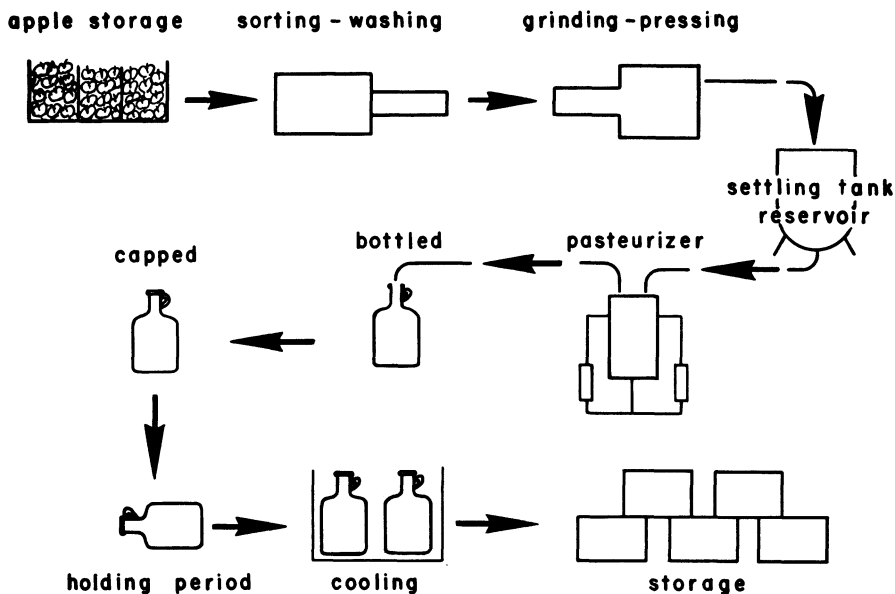 apple storage
sorting - washing
grinding - pressing
settling tank
reservoir
pasteurizer
bottled
capped
holding period
cooling
storage